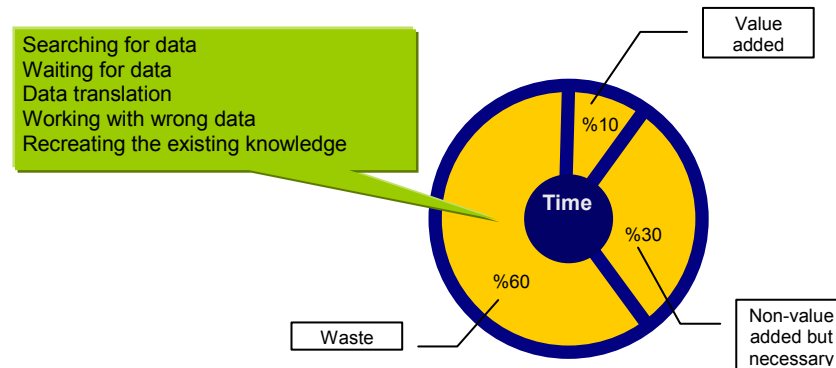 Searching for data
Waiting for data
Data translation
Working with wrong data
Recreating the existing knowledge
Value
added
%10
Time
%30
%60
Waste
Non-value
added but
necessary